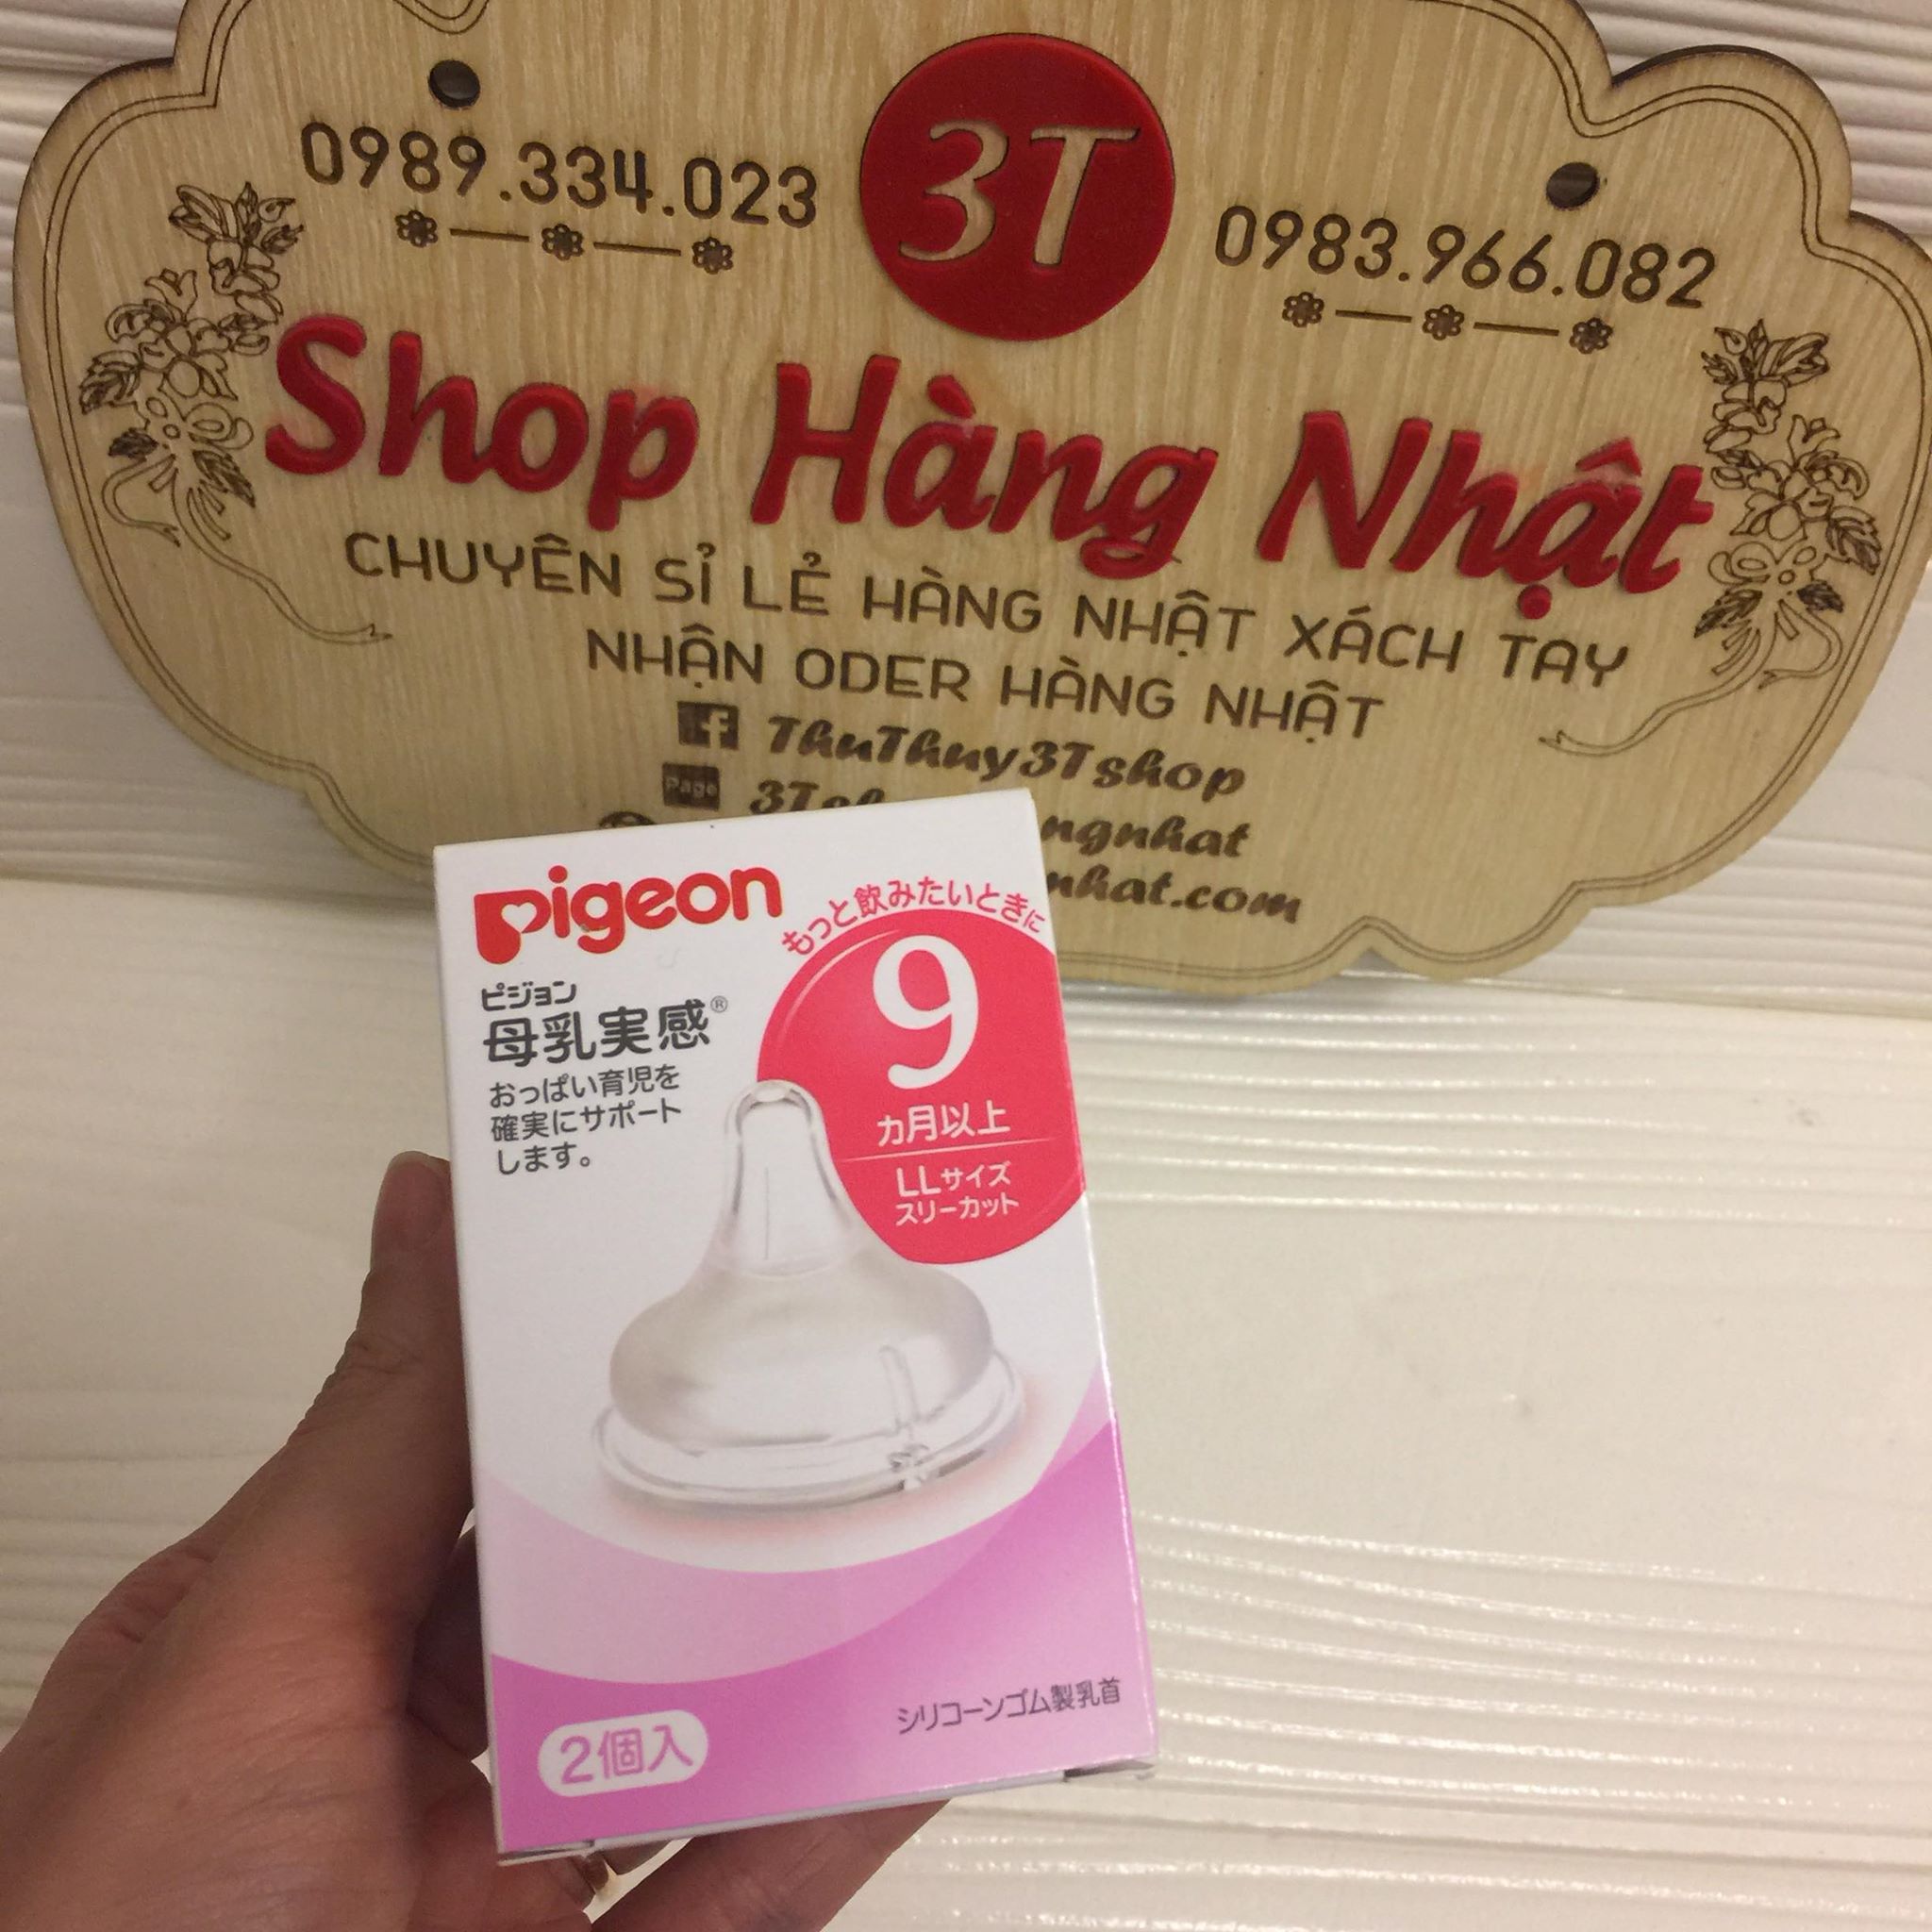 0989.334.023
3T
0983.966.082
Shop Hàng Nhật
CHUYÊN SỈ LẺ HÀNG NHẬT XÁCH TAY
NHẬN ODER HÀNG NHẬT
f ThuThuy3Tshop
Page
ngnhat
nhat.com
Pigeon
もっと飲みたいときに
ピジョン
母乳実感®
おっぱい育児を
確実にサポート
します。
9
カ月以上
LLサイズ
スリーカット
シリコーンゴム製乳首
2個入